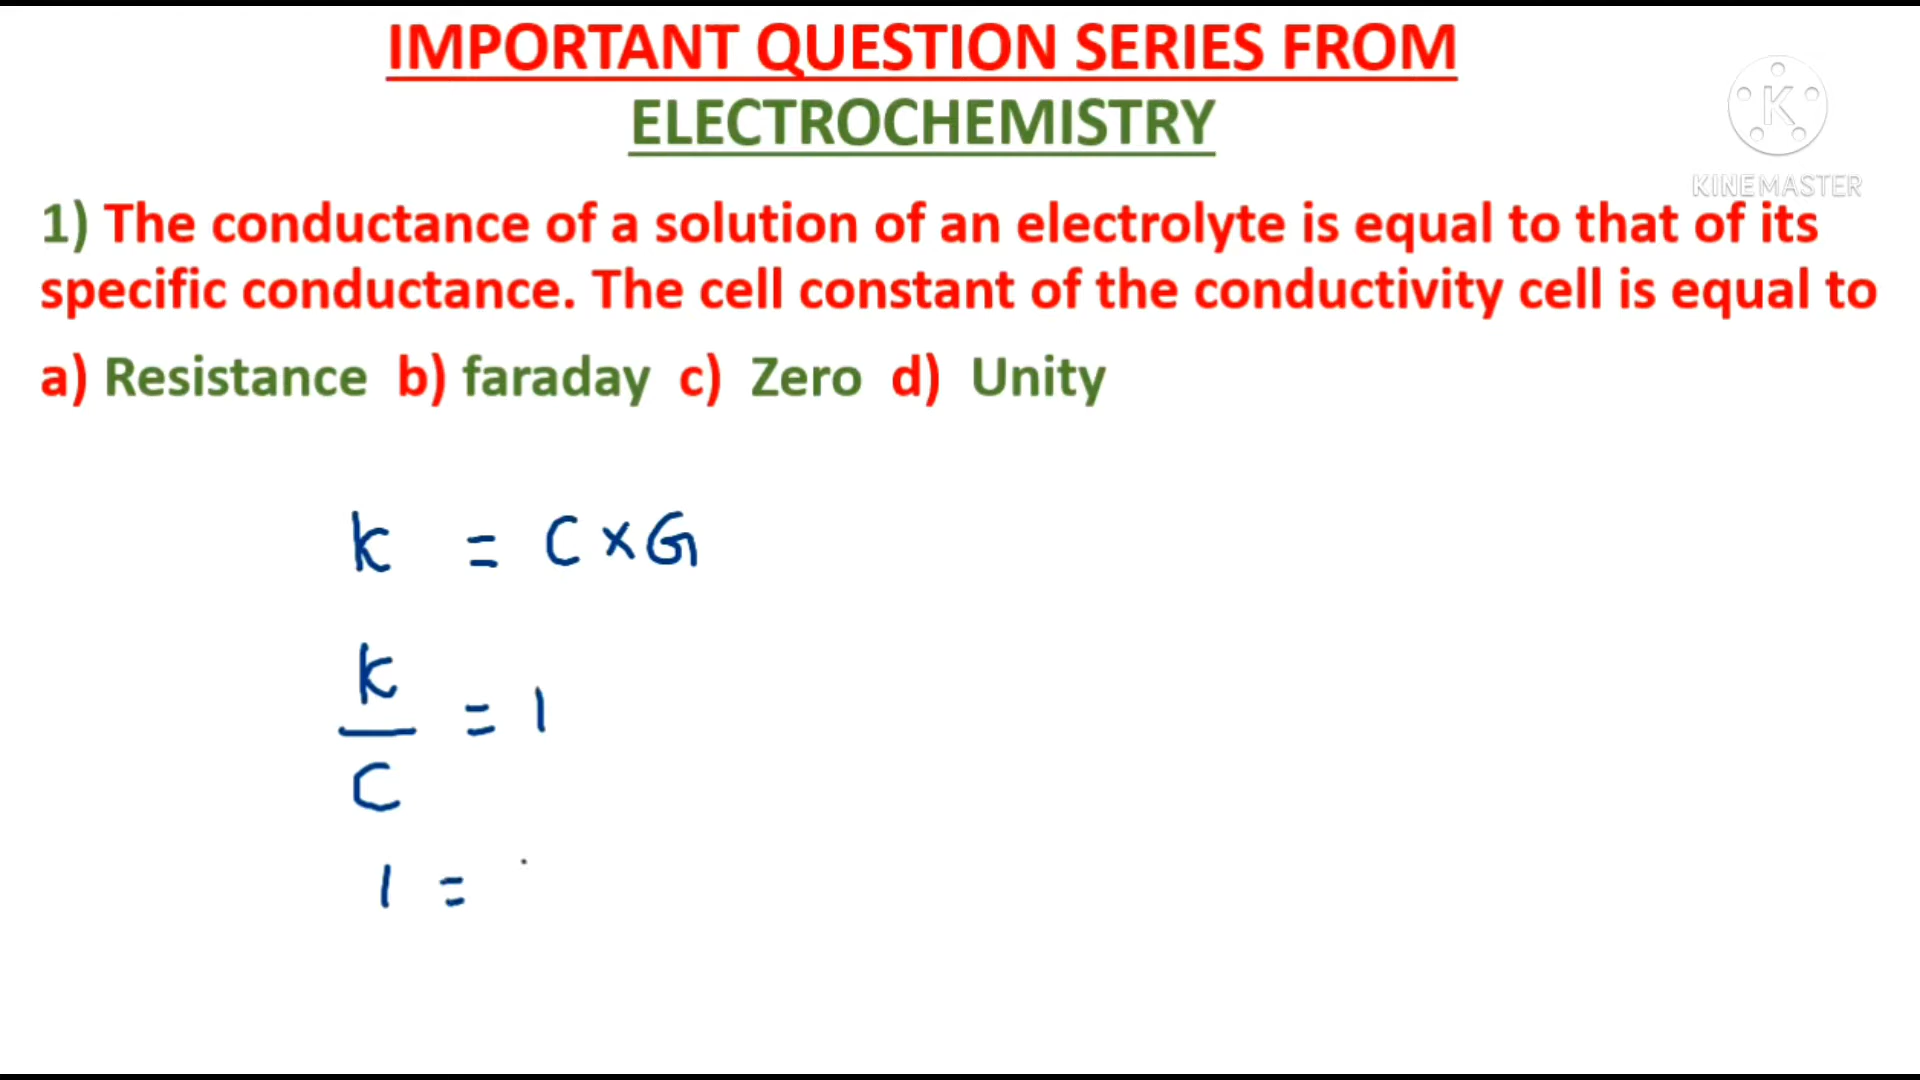 IMPORTANT QUESTION SERIES FROM
ELECTROCHEMISTRY
K
KINEMASTER
1) The conductance of a solution of an electrolyte is equal to that of its
specific conductance. The cell constant of the conductivity cell is equal to
a) Resistance b) faraday c) Zero d) Unity
k = C × G
k
= 1
C
1 =